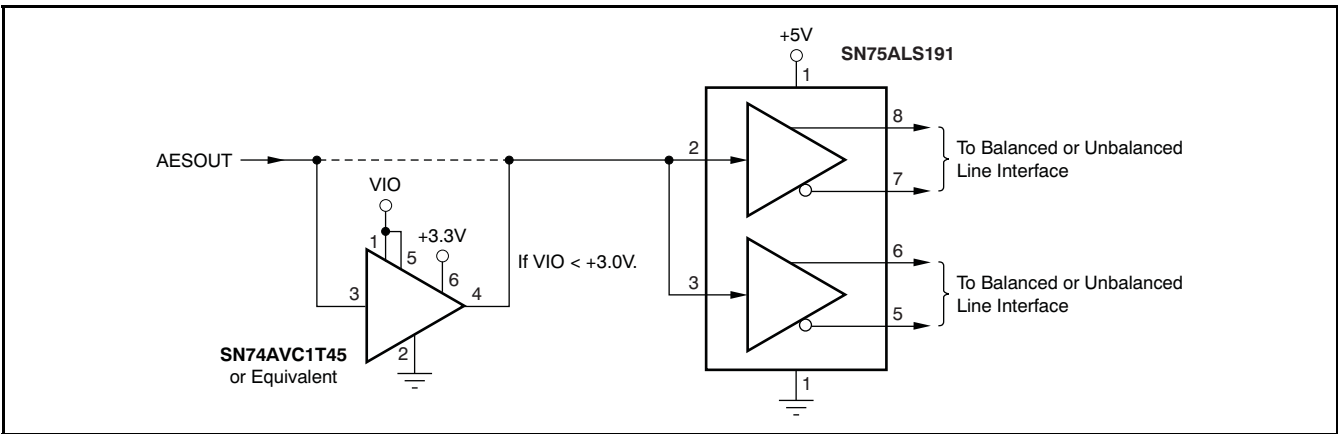 +5V
SN75ALS191
1
8
AESOUT
2
To Balanced or Unbalanced
Line Interface
7
VIO
+3.3V
1
5
If VIO < +3.0V.
6
6
3
4
3
To Balanced or Unbalanced
Line Interface
5
SN74AVC1T45
or Equivalent
2
1